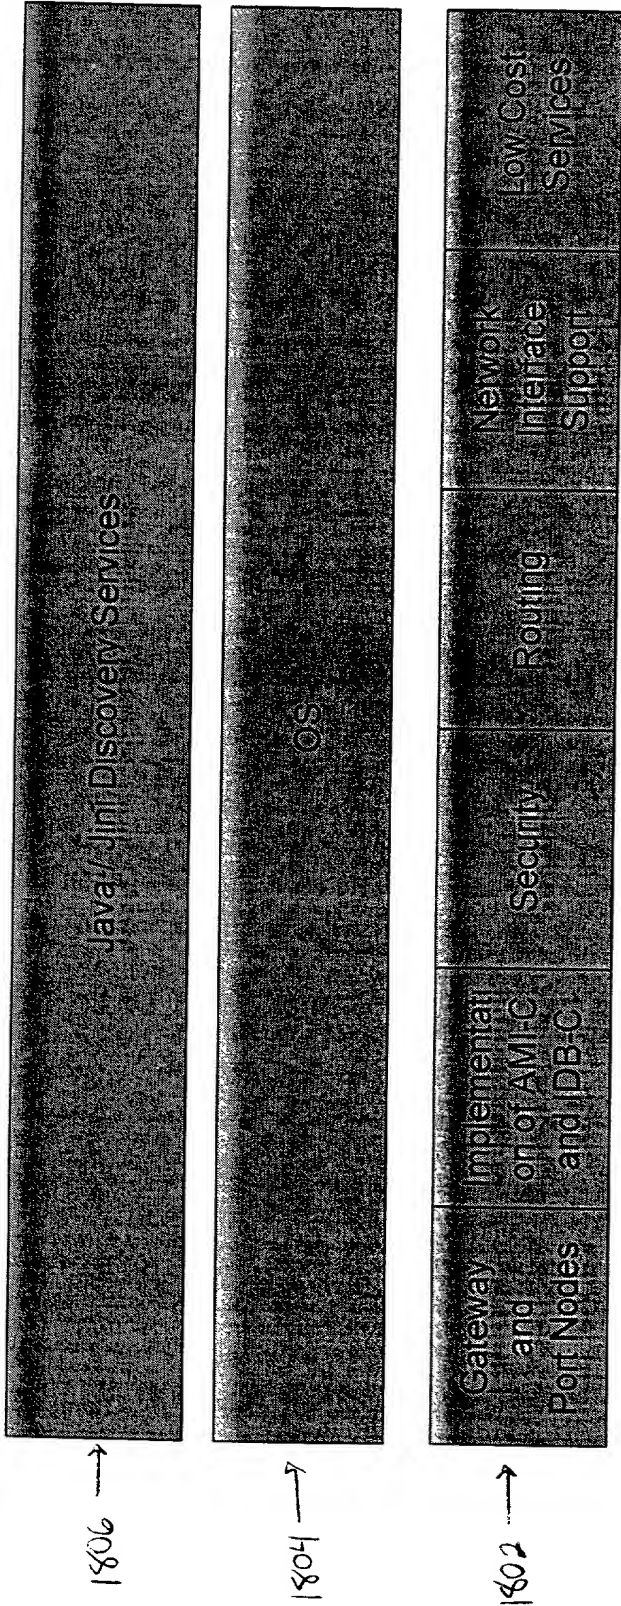 1806 →
Java / Jini Discovery Services
1804 →
OS
1802 →
Gateway
and
Port Nodes
Implementati
on of AMI-C
and IDB-C
Security
Routing
Network
Interface
Support
Low Cost
Services